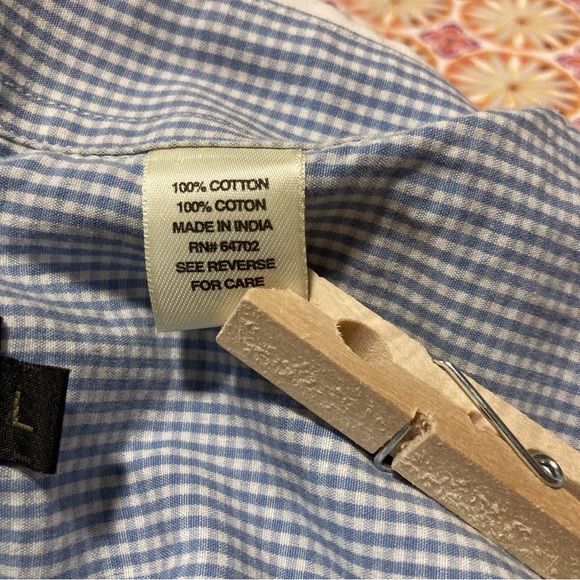 100% COTTON
100% COTON
MADE IN INDIA
RN# 64702
SEE REVERSE
FOR CARE
L